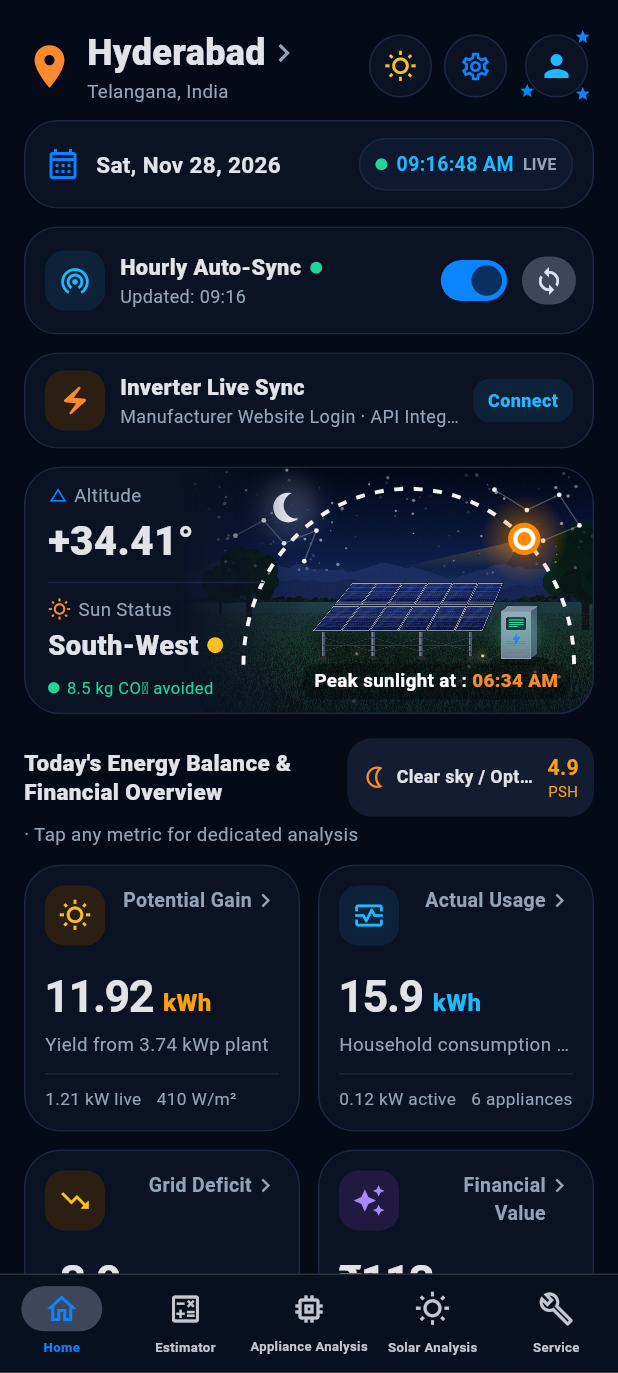 Hyderabad
Telangana, India
Sat, Nov 28, 2026
09:16:48 AM LIVE
Hourly Auto-Sync
Updated: 09:16
Inverter Live Sync
Manufacturer Website Login · API Integ...
Connect
Altitude
+34.41°
Sun Status
South-West
8.5 kg CO▯ avoided
Peak sunlight at : 06:34 AM
Today's Energy Balance &
Financial Overview
Clear sky / Opt...
4.9
PSH
· Tap any metric for dedicated analysis
Potential Gain
11.92 kWh
Yield from 3.74 kWp plant
1.21 kW live 410 W/m²
Actual Usage
15.9 kWh
Household consumption ...
0.12 kW active 6 appliances
Grid Deficit
Financial
Value
Home
Estimator
Appliance Analysis
Solar Analysis
Service